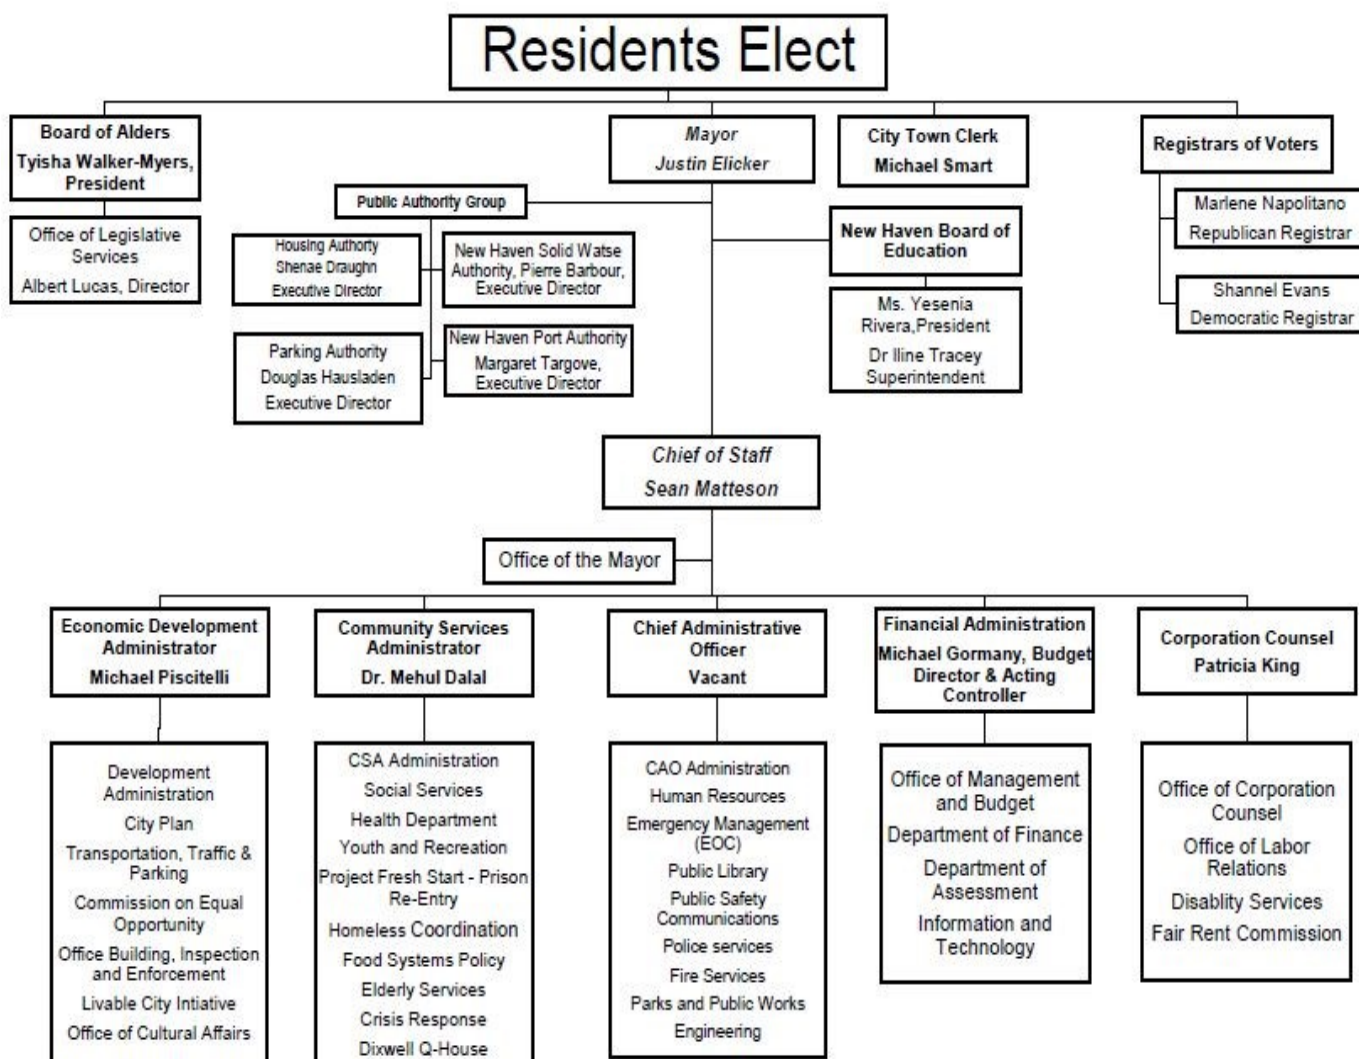 Residents Elect
Board of Alders
Tyisha Walker-Myers,
President
Mayor
Justin Elicker
City Town Clerk
Michael Smart
Registrars of Voters
Office of Legislative
Services
Albert Lucas, Director
Public Authority Group
Housing Authorty
Shenae Draughn
Executive Director
New Haven Solid Watse
Authority, Pierre Barbour,
Executive Director
Parking Authority
Douglas Hausladen
Executive Director
New Haven Port Authority
Margaret Targove,
Executive Director
New Haven Board of
Education
Ms. Yesenia
Rivera,President
Dr Iline Tracey
Superintendent
Marlene Napolitano
Republican Registrar
Shannel Evans
Democratic Registrar
Chief of Staff
Sean Matteson
Office of the Mayor
Economic Development
Administrator
Michael Piscitelli
Community Services
Administrator
Dr. Mehul Dalal
Chief Administrative
Officer
Vacant
Financial Administration
Michael Gormany, Budget
Director & Acting
Controller
Corporation Counsel
Patricia King
Development
Administration
City Plan
Transportation, Traffic &
Parking
Commission on Equal
Opportunity
Office Building, Inspection
and Enforcement
Livable City Intiative
Office of Cultural Affairs
CSA Administration
Social Services
Health Department
Youth and Recreation
Project Fresh Start - Prison
Re-Entry
Homeless Coordination
Food Systems Policy
Elderly Services
Crisis Response
Dixwell Q-House
CAO Administration
Human Resources
Emergency Management
(EOC)
Public Library
Public Safety
Communications
Police services
Fire Services
Parks and Public Works
Engineering
Office of Management
and Budget
Department of Finance
Department of
Assessment
Information and
Technology
Office of Corporation
Counsel
Office of Labor
Relations
Disablity Services
Fair Rent Commission